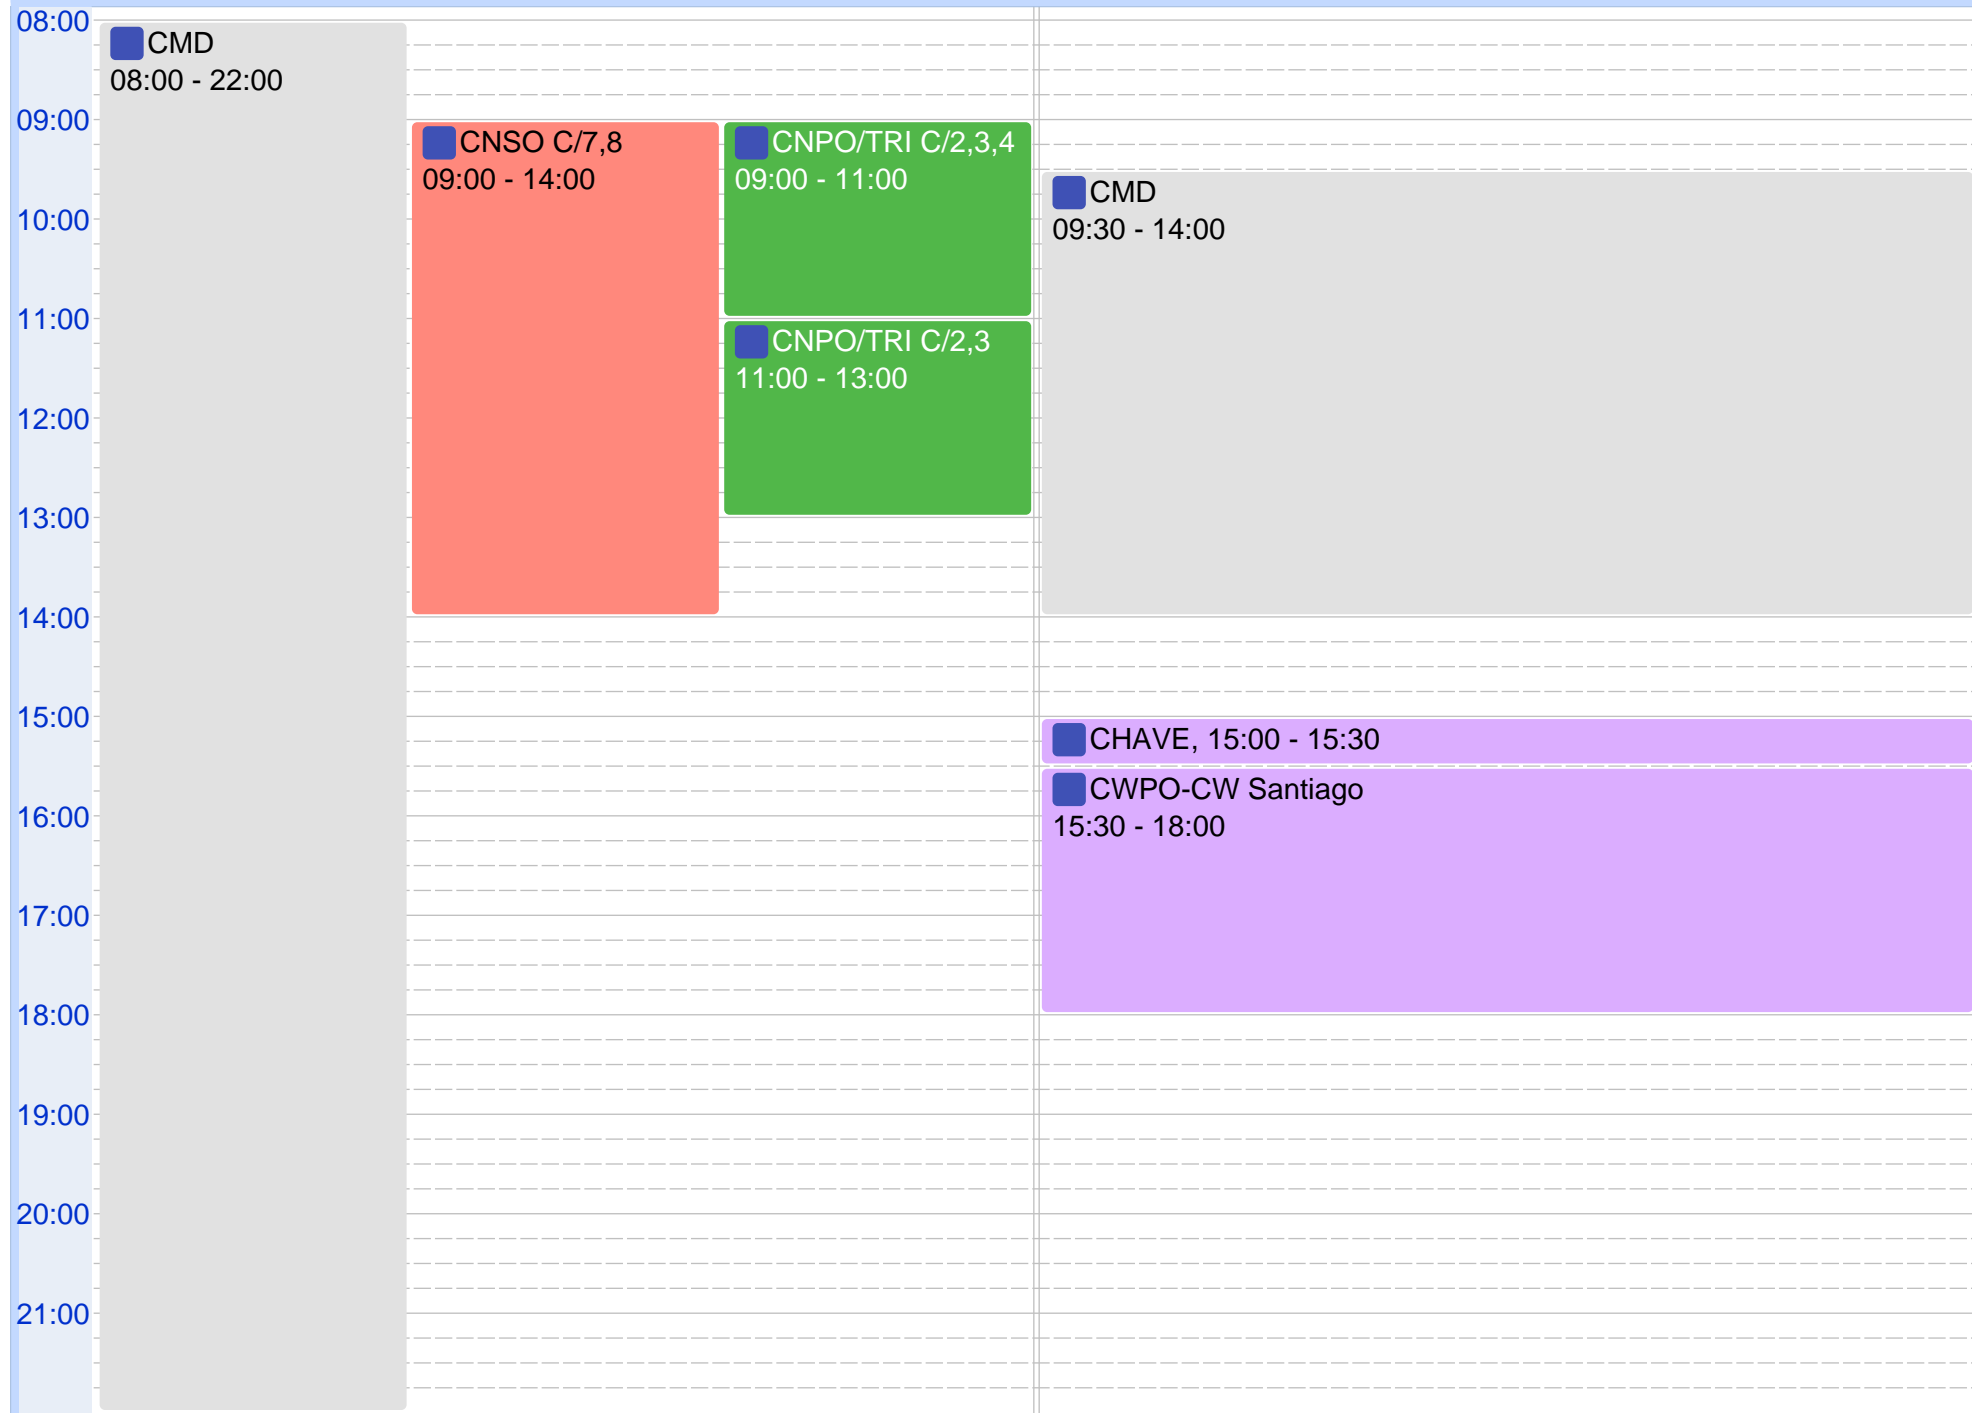 08:00
09:00
10:00
11:00
12:00
13:00
14:00
15:00
16:00
17:00
18:00
19:00
20:00
21:00
CMD
08:00 - 22:00
CNSO C/7,8
09:00 - 14:00
CNPO/TRI C/2,3,4
09:00 - 11:00
CNPO/TRI C/2,3
11:00 - 13:00
CMD
09:30 - 14:00
CHAVE, 15:00 - 15:30
CWPO-CW Santiago
15:30 - 18:00